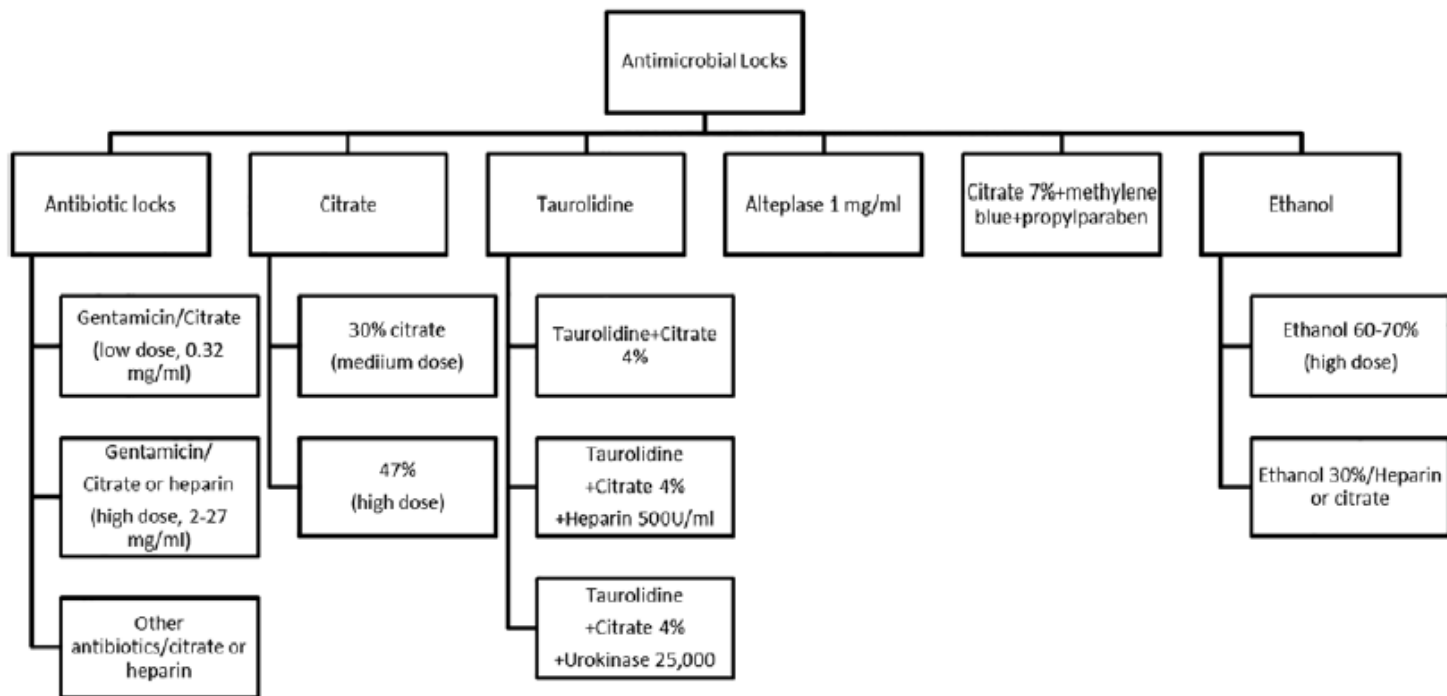 Antimicrobial Locks
Antibiotic locks
Citrate
Taurolidine
Alteplase 1 mg/ml
Citrate 7%+methylene
blue+propylparaben
Ethanol
Gentamicin/Citrate
(low dose, 0.32
mg/ml)
30% citrate
(mediium dose)
Taurolidine+Citrate
4%
Ethanol 60-70%
(high dose)
Gentamicin/
Citrate or heparin
(high dose, 2-27
mg/ml)
47%
(high dose)
Taurolidine
+Citrate 4%
+Heparin 500U/ml
Ethanol 30%/Heparin
or citrate
Other
antibiotics/citrate or
heparin
Taurolidine
+Citrate 4%
+Urokinase 25,000